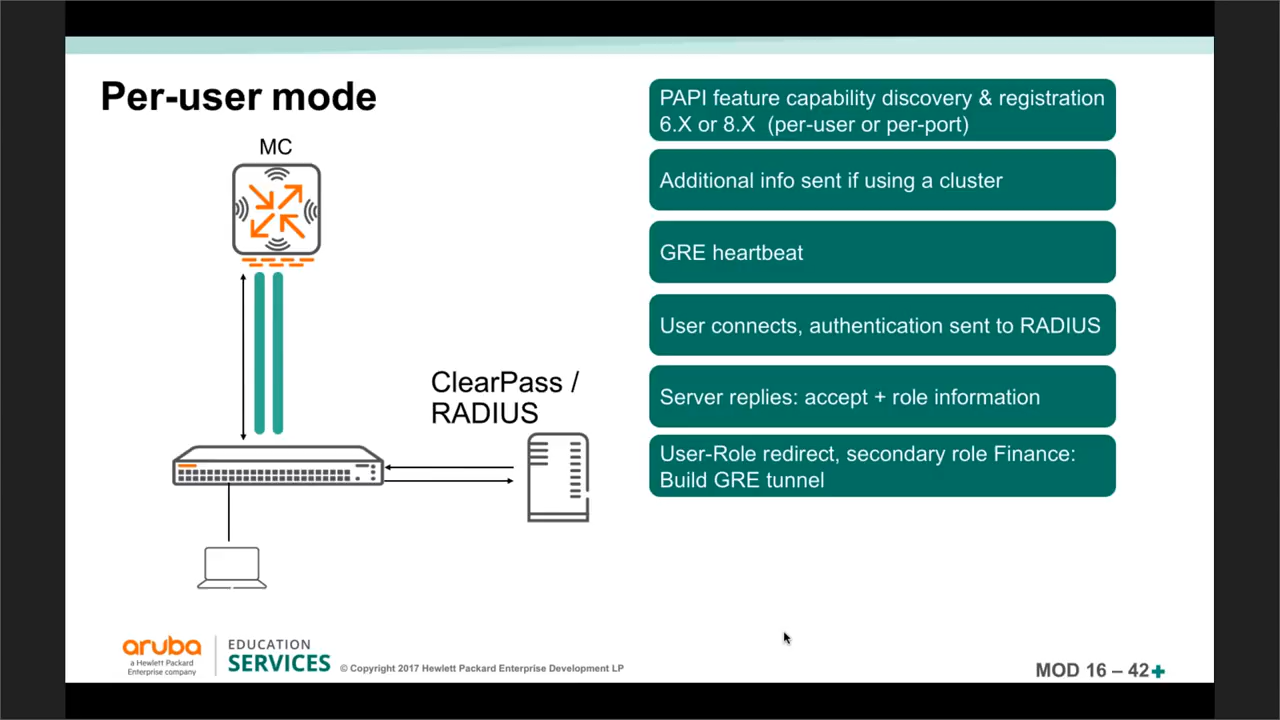 Per-user mode
MC
ClearPass /
RADIUS
PAPI feature capability discovery & registration
6.X or 8.X (per-user or per-port)
Additional info sent if using a cluster
GRE heartbeat
User connects, authentication sent to RADIUS
Server replies: accept + role information
User-Role redirect, secondary role Finance:
Build GRE tunnel
aruba
a Hewlett Packard
Enterprise company
EDUCATION
SERVICES
© Copyright 2017 Hewlett Packard Enterprise Development LP
MOD 16 – 42+